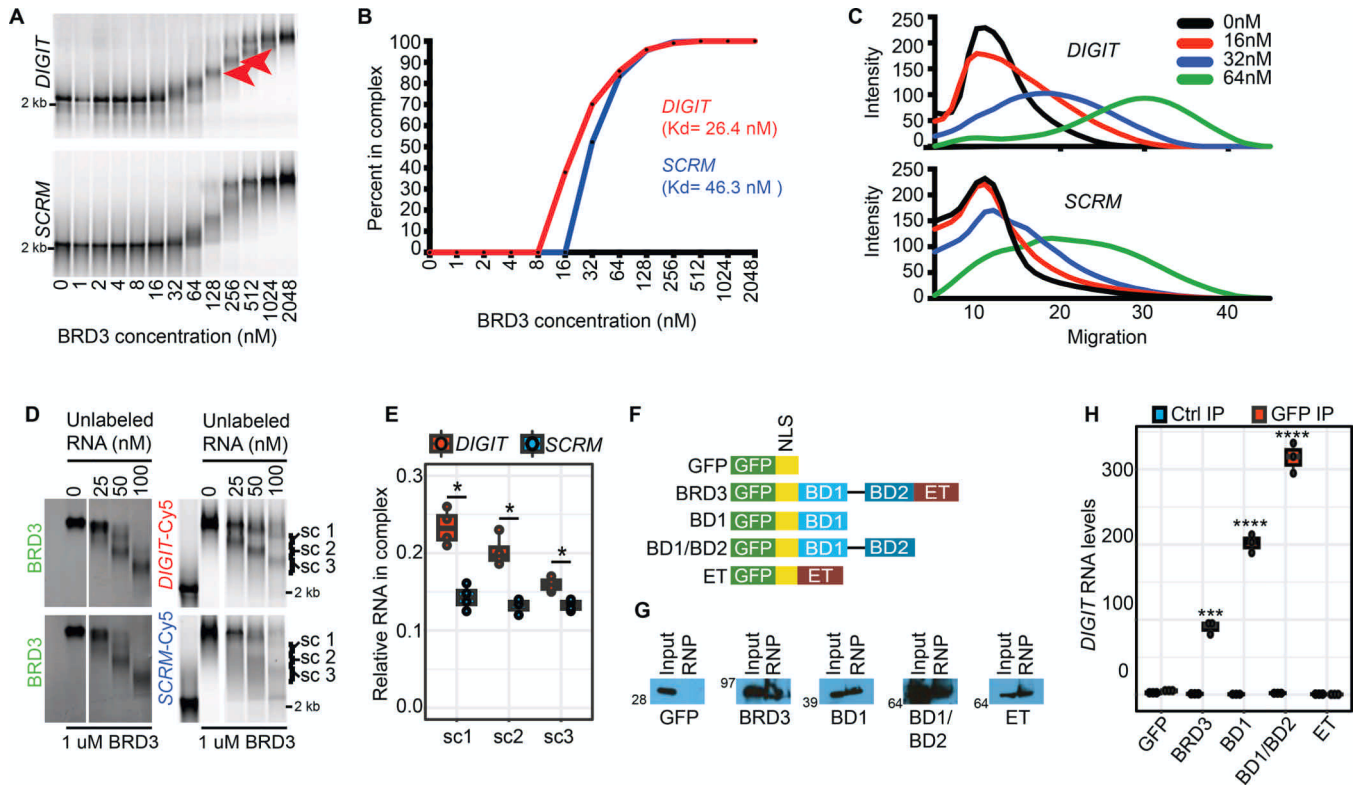 A
DIGIT
2 kb
SCRM
2 kb
0 1 2 4 8 16 32 64 128 256 512 1024 2048
BRD3 concentration (nM)
B
Percent in complex
100
90
80
70
60
50
40
30
20
10
0
DIGIT
(Kd= 26.4 nM)
SCRM
(Kd= 46.3 nM )
0 1 2 4 8 16 32 64 128 256 512 1024 2048
BRD3 concentration (nM)
C
0nM
16nM
32nM
64nM
DIGIT
Intensity
250
200
150
100
50
0
SCRM
Intensity
250
200
150
100
50
0
10 20 30 40
Migration
D
Unlabeled
RNA (nM)
0 25 50 100
Unlabeled
RNA (nM)
0 25 50 100
BRD3
DIGIT-Cy5
sc 1
sc 2
sc 3
2 kb
BRD3
SCRM-Cy5
sc 1
sc 2
sc 3
2 kb
1 uM BRD3
1 uM BRD3
E
DIGIT SCRM
Relative RNA in complex
0.3
0.2
0.1
0.0
* * *
sc1 sc2 sc3
F
NLS
GFP GFP
BRD3 GFP BD1 BD2 ET
BD1 GFP BD1
BD1/BD2 GFP BD1 BD2
ET GFP ET
G
Input RNP Input RNP Input RNP Input RNP Input RNP
28 97 39 64 64
GFP BRD3 BD1 BD1/ ET
BD2
H
Ctrl IP GFP IP
DIGIT RNA levels
300
200
100
0
*** **** ****
GFP BRD3 BD1 BD1/BD2 ET